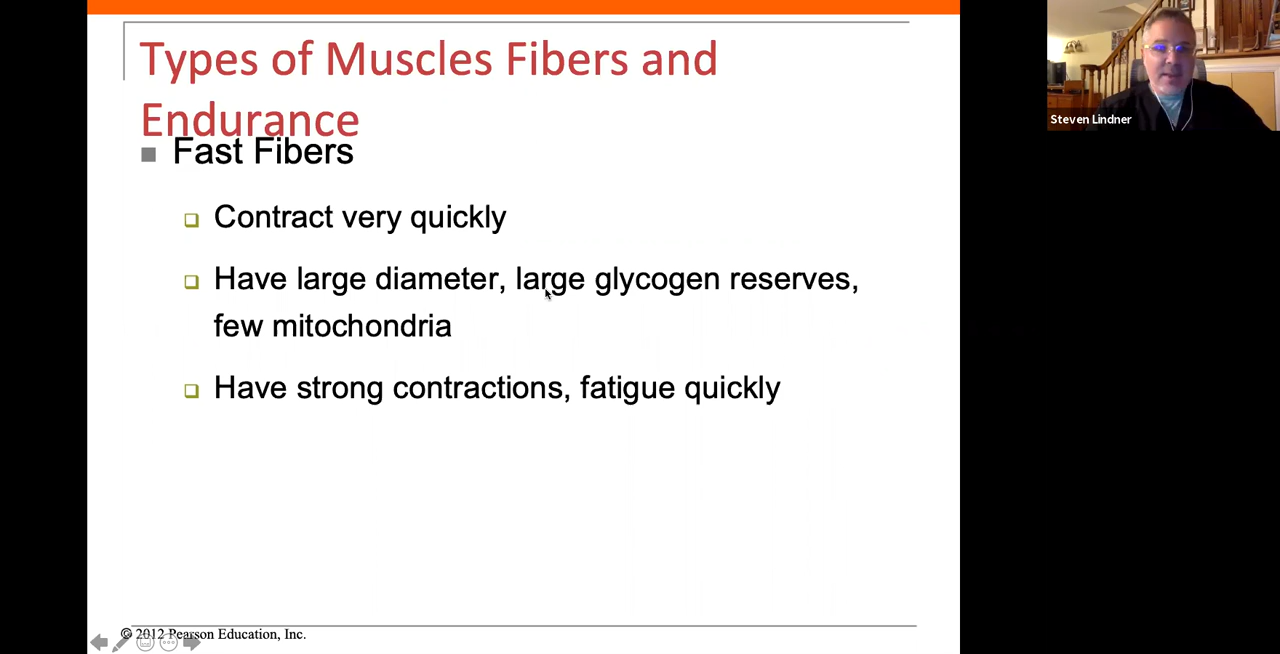 Types of Muscles Fibers and
Endurance
Fast Fibers
Contract very quickly
Have large diameter, large glycogen reserves,
few mitochondria
Have strong contractions, fatigue quickly
© 2012 Pearson Education, Inc.
Steven Lindner